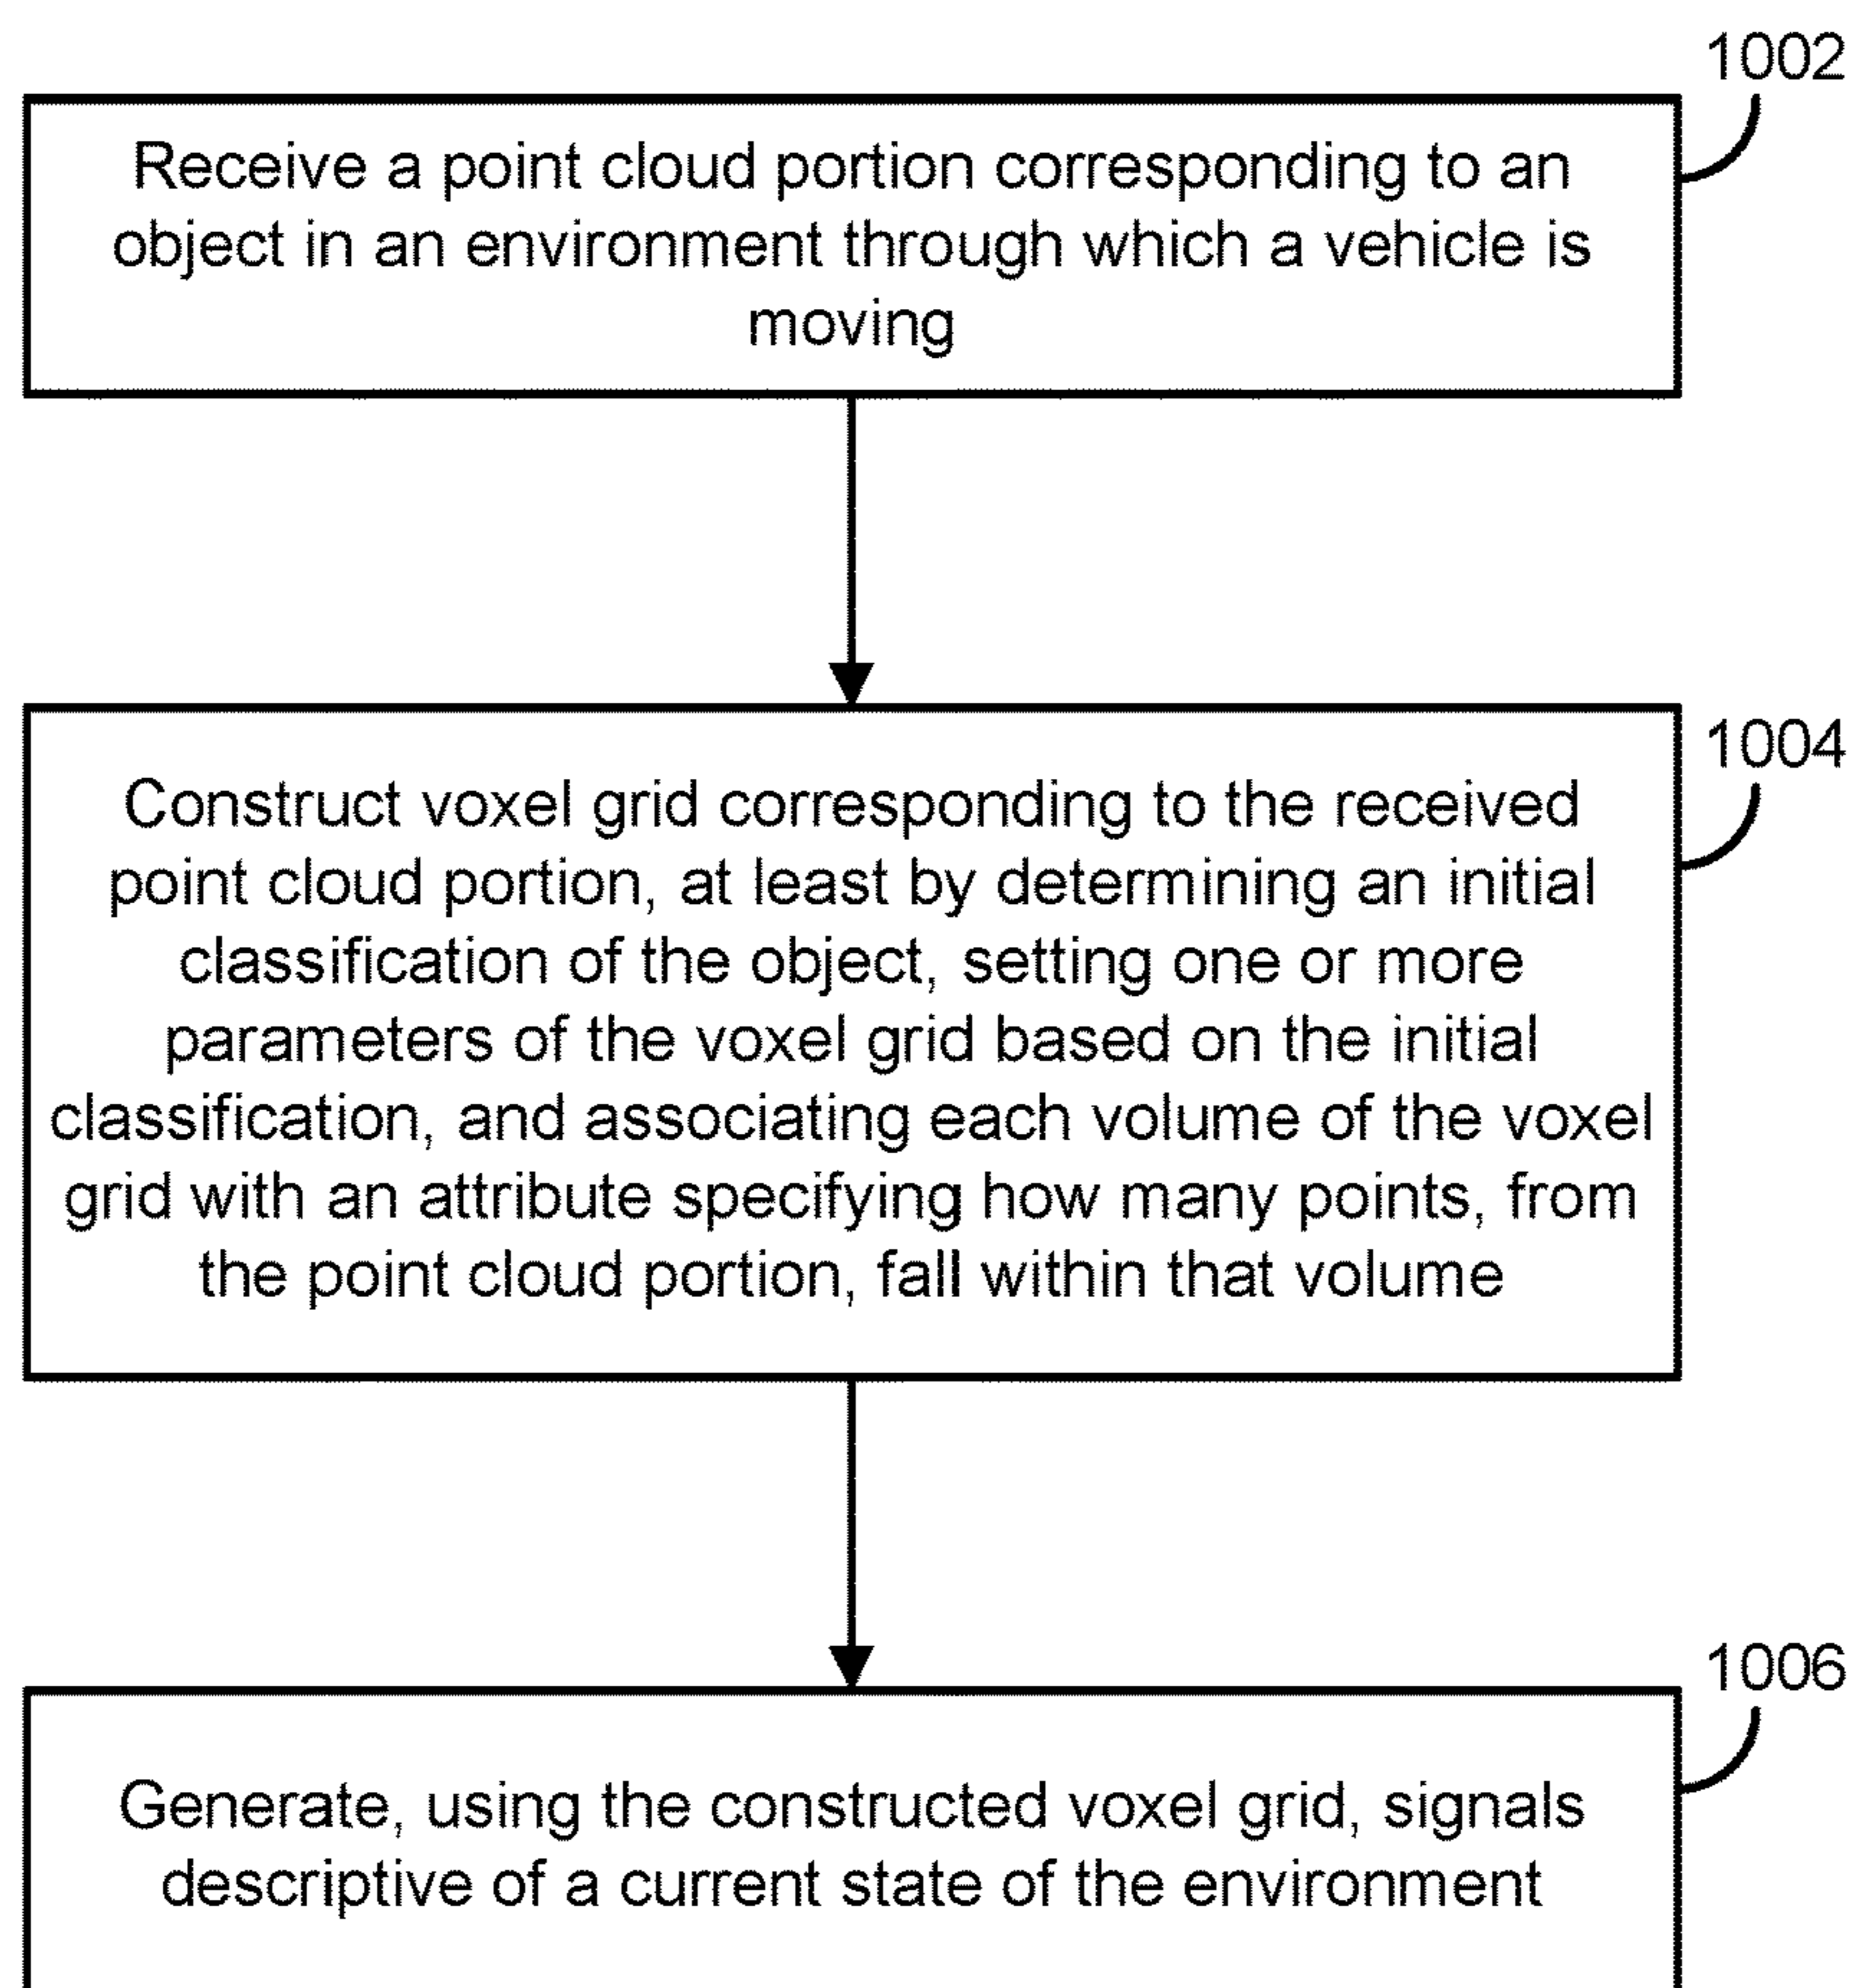 1002
Receive a point cloud portion corresponding to an
object in an environment through which a vehicle is
moving
1004
Construct voxel grid corresponding to the received
point cloud portion, at least by determining an initial
classification of the object, setting one or more
parameters of the voxel grid based on the initial
classification, and associating each volume of the voxel
grid with an attribute specifying how many points, from
the point cloud portion, fall within that volume
1006
Generate, using the constructed voxel grid, signals
descriptive of a current state of the environment